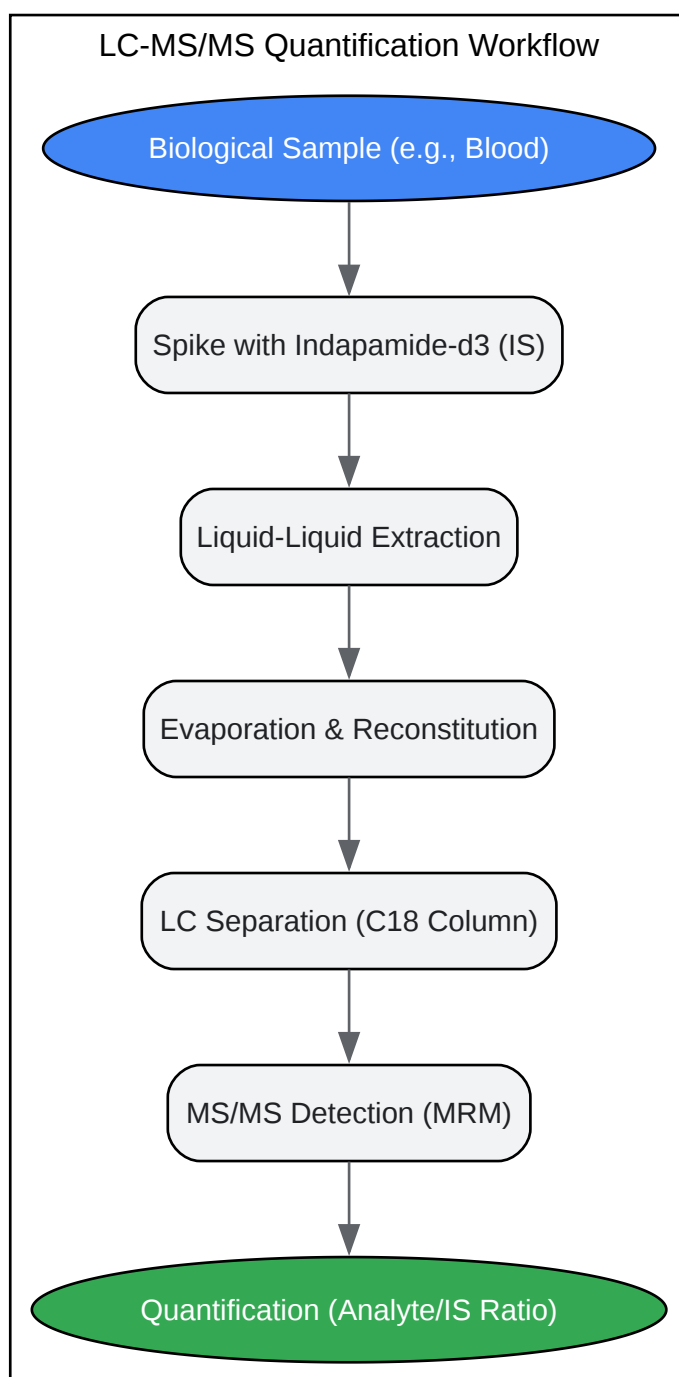 LC-MS/MS Quantification Workflow
Biological Sample (e.g., Blood)
Spike with Indapamide-d3 (IS)
Liquid-Liquid Extraction
Evaporation & Reconstitution
LC Separation (C18 Column)
MS/MS Detection (MRM)
Quantification (Analyte/IS Ratio)